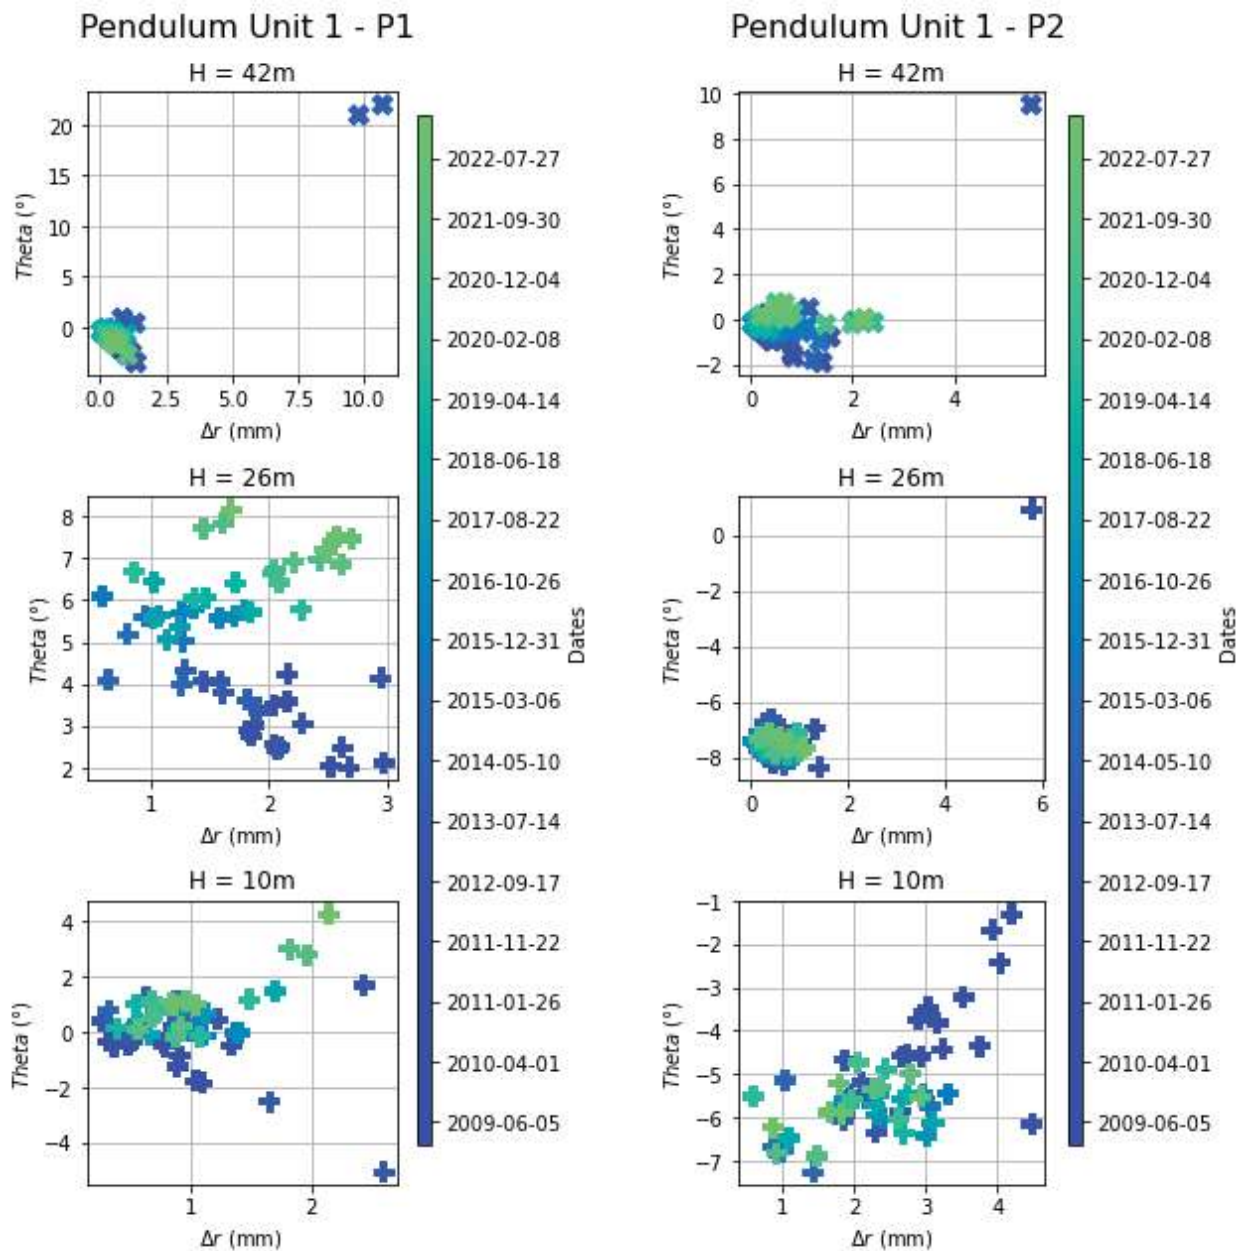 Pendulum Unit 1 - P1
H = 42m
20
15
10
5
0
Theta (°)
0.0 2.5 5.0 7.5 10.0
Δr (mm)
H = 26m
8
7
6
5
4
3
2
Theta (°)
1 2 3
Δr (mm)
H = 10m
4
2
0
−2
−4
Theta (°)
1 2
Δr (mm)
2022-07-27
2021-09-30
2020-12-04
2020-02-08
2019-04-14
2018-06-18
2017-08-22
2016-10-26
2015-12-31
2015-03-06
2014-05-10
2013-07-14
2012-09-17
2011-11-22
2011-01-26
2010-04-01
2009-06-05
Dates
Pendulum Unit 1 - P2
H = 42m
10
8
6
4
2
0
−2
Theta (°)
0 2 4
Δr (mm)
H = 26m
0
−2
−4
−6
−8
Theta (°)
0 2 4 6
Δr (mm)
H = 10m
−1
−2
−3
−4
−5
−6
−7
Theta (°)
1 2 3 4
Δr (mm)
2022-07-27
2021-09-30
2020-12-04
2020-02-08
2019-04-14
2018-06-18
2017-08-22
2016-10-26
2015-12-31
2015-03-06
2014-05-10
2013-07-14
2012-09-17
2011-11-22
2011-01-26
2010-04-01
2009-06-05
Dates